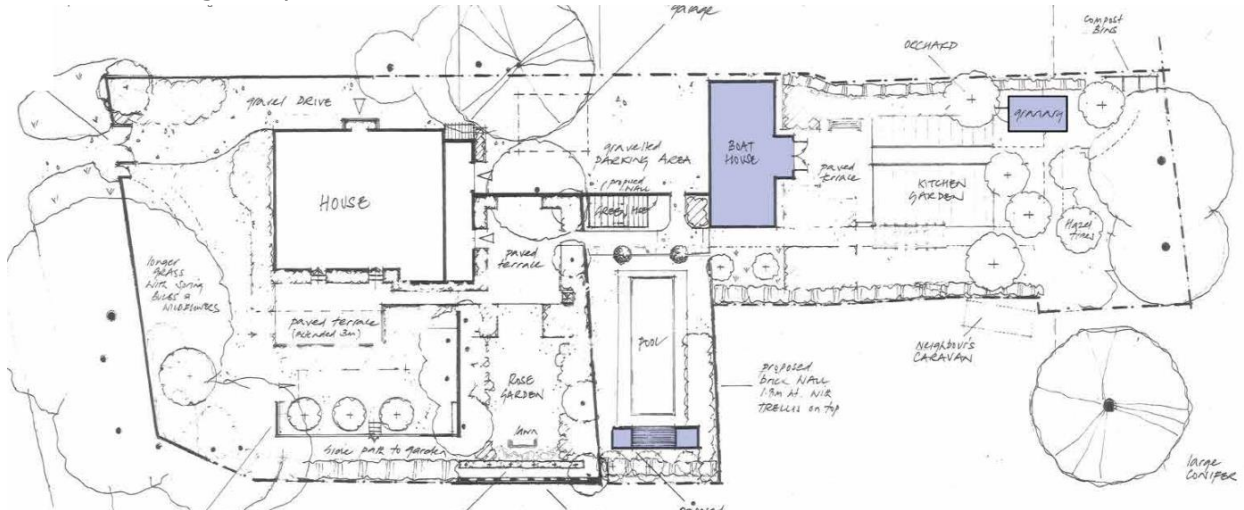 garage
COMPOST
BINS
ORCHARD
gravel DRIVE
granary
gravelled
PARKING AREA
BOAT
HOUSE
proposed
WALL
paved
terrace
KITCHEN
GARDEN
HOUSE
GREEN HSE
Hazel
trees
longer
GRASS
WITH Spring
BULBS &
WILDFLOWERS
paved
terrace
paved terrace
(extended 3m)
POOL
NEIGHBOUR'S
CARAVAN
ROSE
GARDEN
proposed
brick WALL
1.8m ht. WITH
TRELLIS on top
lawn
side path to garden
large
CONIFER